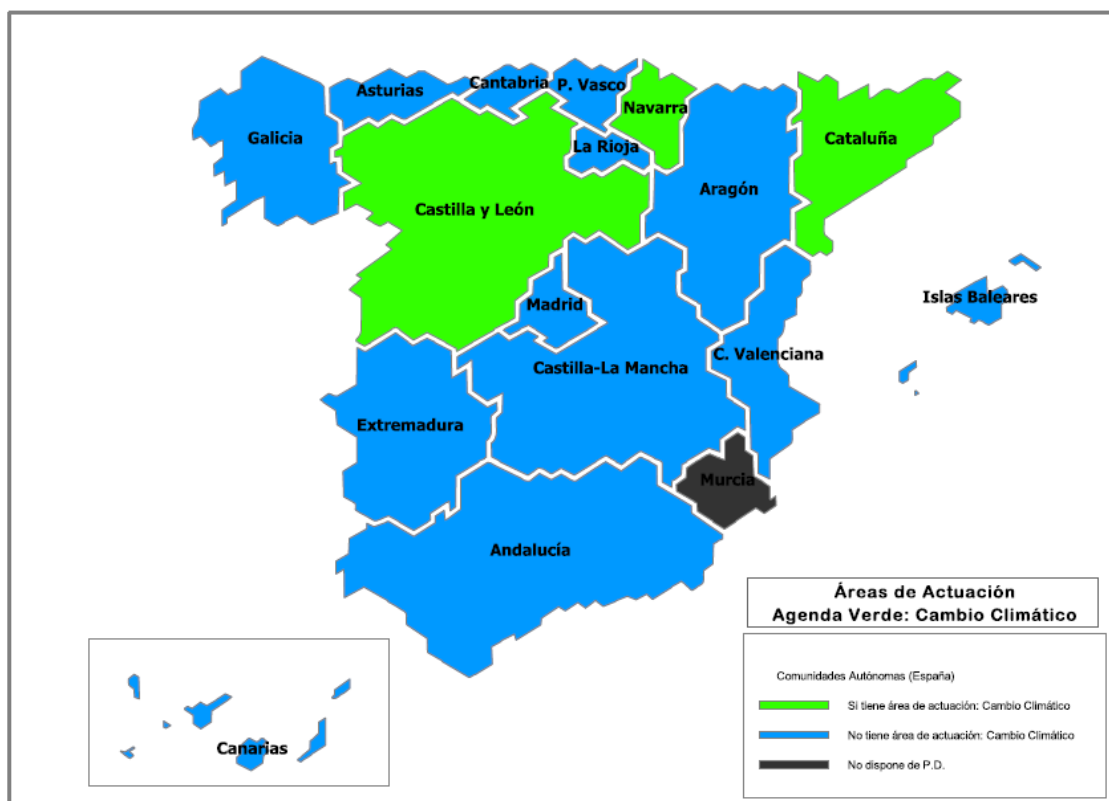 Asturias
Cantabria
P. Vasco
Navarra
Galicia
La Rioja
Cataluña
Aragón
Castilla y León
Islas Baleares
Madrid
C. Valenciana
Castilla-La Mancha
Extremadura
Murcia
Andalucía
Canarias
Áreas de Actuación
Agenda Verde: Cambio Climático
Comunidades Autónomas (España)
Si tiene área de actuación: Cambio Climático
No tiene área de actuación: Cambio Climático
No dispone de P.D.